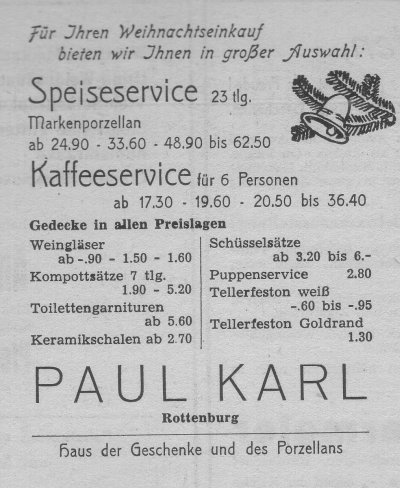 Für Ihren Weihnachtseinkauf
bieten wir Ihnen in großer Auswahl:
Speiseservice 23 tlg.
Markenporzellan
ab 24.90 - 33.60 - 48.90 bis 62.50
Kaffeeservice für 6 Personen
ab 17.30 - 19.60 - 20.50 bis 36.40
Gedecke in allen Preislagen
Weingläser
ab -.90 - 1.50 - 1.60
Kompottsätze 7 tlg.
1.90 - 5.20
Toilettengarnituren
ab 5.60
Keramikschalen ab 2.70
Schüsselsätze
ab 3.20 bis 6.-
Puppenservice 2.80
Tellerfeston weiß
-.60 bis -.95
Tellerfeston Goldrand
1.30
PAUL KARL
Rottenburg
Haus der Geschenke und des Porzellans